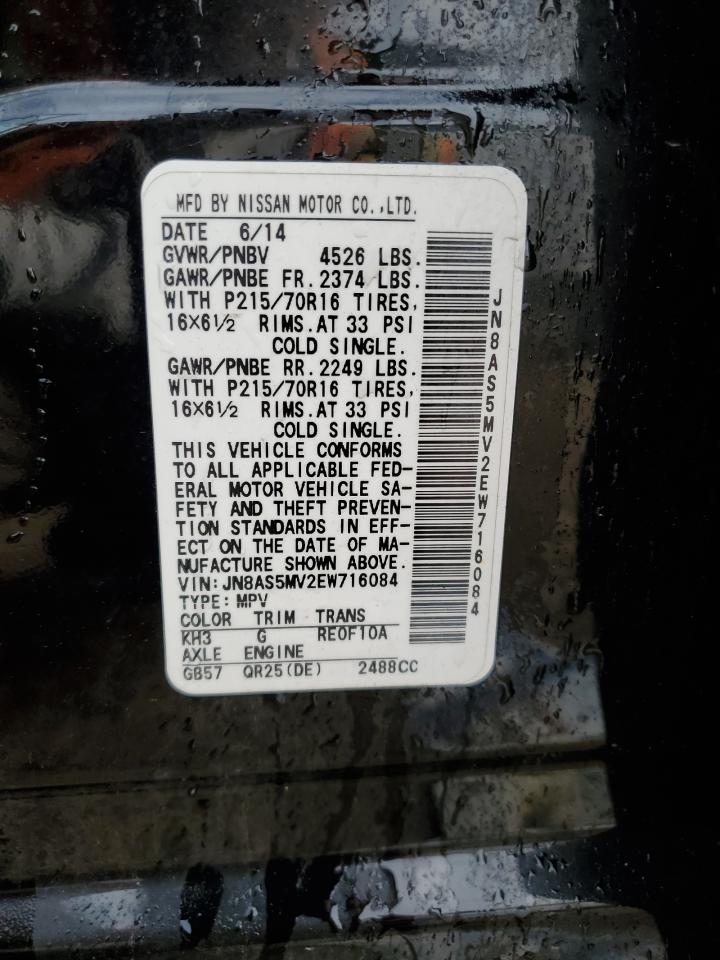 MFD BY NISSAN MOTOR CO.,LTD.
DATE 6/14
GVWR/PNBV 4526 LBS.
GAWR/PNBE FR. 2374 LBS.
WITH P215/70R16 TIRES,
16×6½ RIMS. AT 33 PSI
COLD SINGLE.
GAWR/PNBE RR. 2249 LBS.
WITH P215/70R16 TIRES,
16×6½ RIMS. AT 33 PSI
COLD SINGLE.
THIS VEHICLE CONFORMS
TO ALL APPLICABLE FED-
ERAL MOTOR VEHICLE SA-
FETY AND THEFT PREVEN-
TION STANDARDS IN EFF-
ECT ON THE DATE OF MA-
NUFACTURE SHOWN ABOVE.
VIN: JN8AS5MV2EW716084
TYPE: MPV
COLOR TRIM TRANS
KH3 G RE0F10A
AXLE ENGINE
GB57 QR25(DE) 2488CC
JN8AS5MV2EW716084